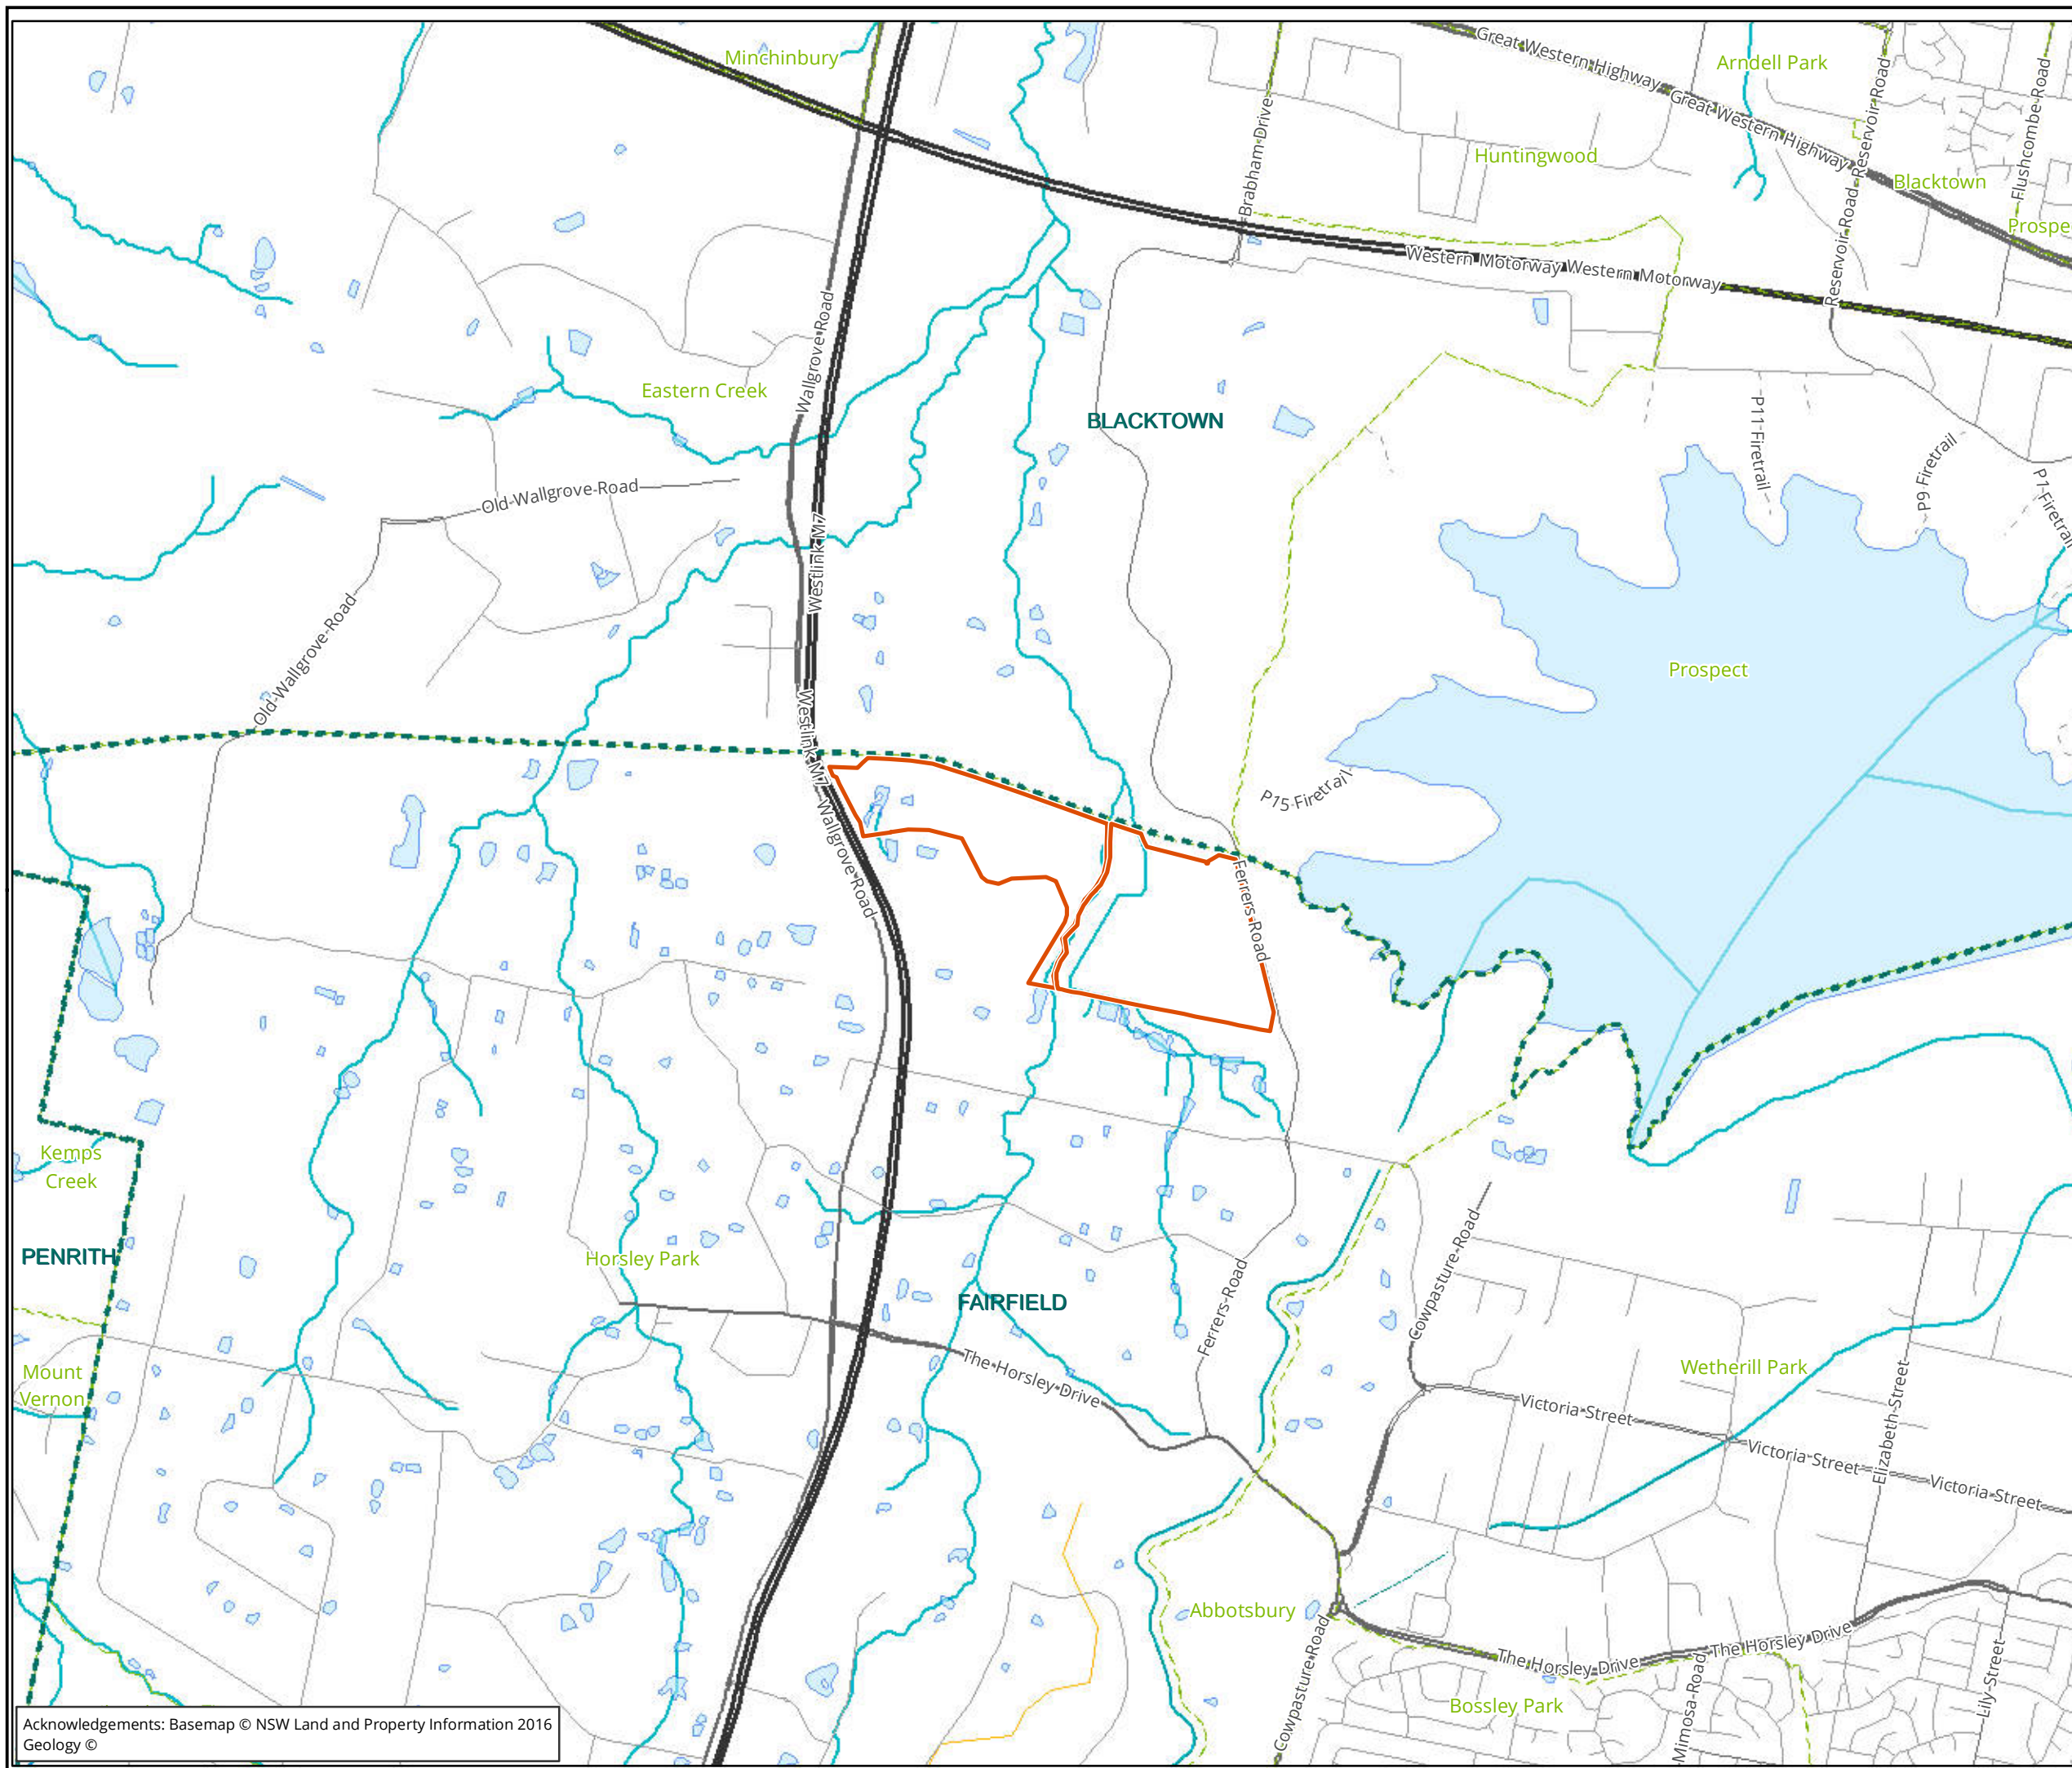 Minchinbury
Great Western Highway
Great Western Highway
Arndell Park
Reservoir Road
Reservoir Road
Flushcombe-Road
Brabham-Drive
Huntingwood
Blacktown
Western Motorway
Western Motorway
Wallgrove-Road
Eastern Creek
BLACKTOWN
P11-Firetrail
P9 Firetrail
Old-Wallgrove-Road
Westlink M7
Old-Wallgrove-Road
Prospect
Westlink M7
P15-Firetrail
Wallgrove-Road
Ferrers-Road
Kemps
Creek
PENRITH
Horsley Park
FAIRFIELD
Ferrers-Road
Cowpasture-Road
The-Horsley-Drive
Mount
Vernon
Wetherill Park
Victoria-Street
Victoria-Street
Elizabeth-Street
Victoria-Street
Abbotsbury
The Horsley Drive
The Horsley Drive
Cowpasture-Road
Mimosa-Road
Lily-Street
Bossley Park
Acknowledgements: Basemap © NSW Land and Property Information 2016
Geology ©